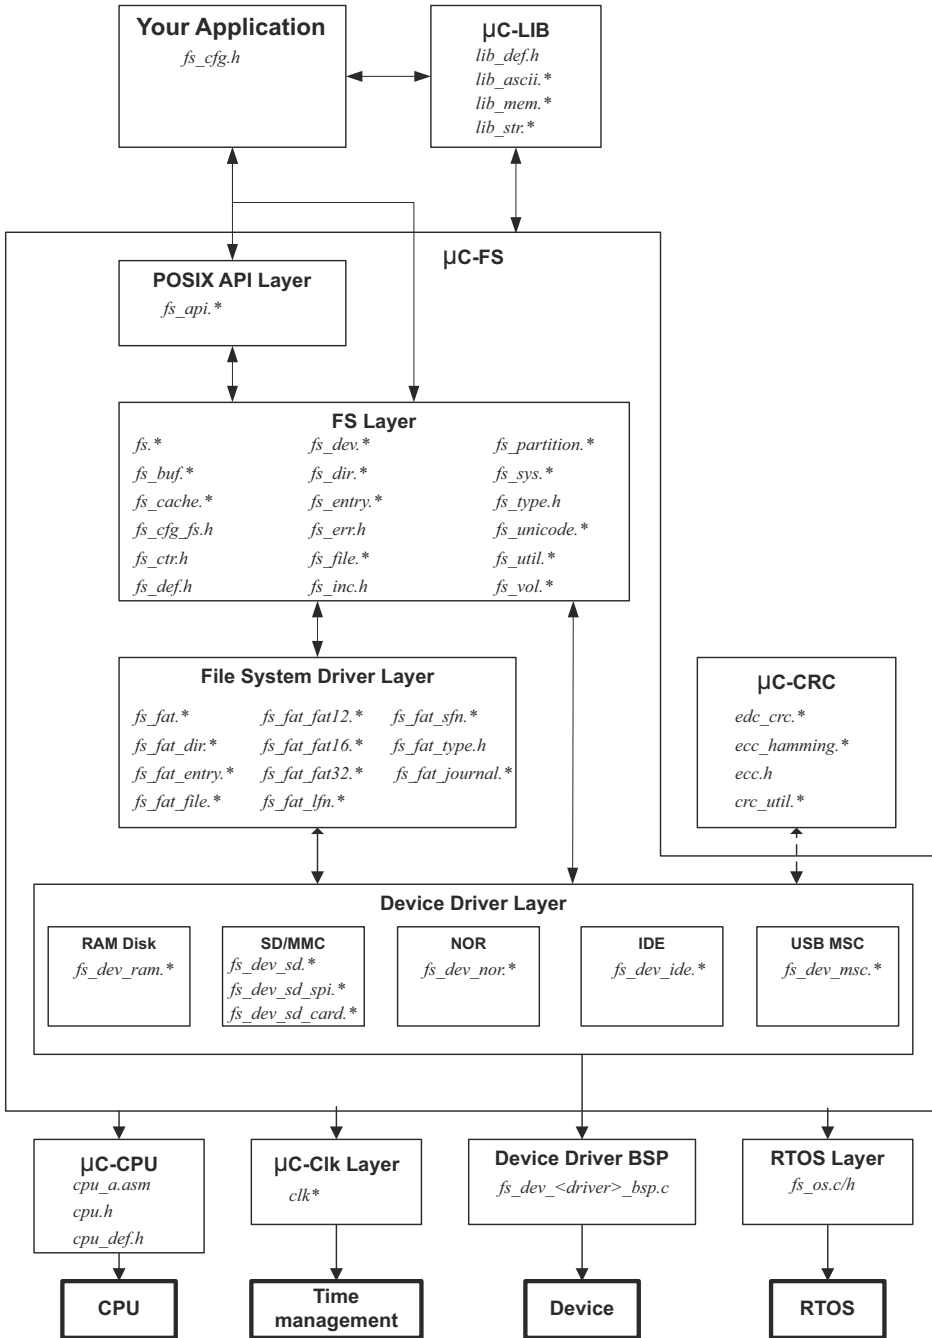 Your Application
fs_cfg.h
µC-LIB
lib_def.h
lib_ascii.*
lib_mem.*
lib_str.*
µC-FS
POSIX API Layer
fs_api.*
FS Layer
fs.* fs_dev.* fs_partition.*
fs_buf.* fs_dir.* fs_sys.*
fs_cache.* fs_entry.* fs_type.h
fs_cfg_fs.h fs_err.h fs_unicode.*
fs_ctr.h fs_file.* fs_util.*
fs_def.h fs_inc.h fs_vol.*
File System Driver Layer
fs_fat.* fs_fat_fat12.* fs_fat_sfn.*
fs_fat_dir.* fs_fat_fat16.* fs_fat_type.h
fs_fat_entry.* fs_fat_fat32.* fs_fat_journal.*
fs_fat_file.* fs_fat_lfn.*
µC-CRC
edc_crc.*
ecc_hamming.*
ecc.h
crc_util.*
Device Driver Layer
RAM Disk
fs_dev_ram.*
SD/MMC
fs_dev_sd.*
fs_dev_sd_spi.*
fs_dev_sd_card.*
NOR
fs_dev_nor.*
IDE
fs_dev_ide.*
USB MSC
fs_dev_msc.*
µC-CPU
cpu_a.asm
cpu.h
cpu_def.h
µC-Clk Layer
clk*
Device Driver BSP
fs_dev_<driver>_bsp.c
RTOS Layer
fs_os.c/h
CPU
Time
management
Device
RTOS